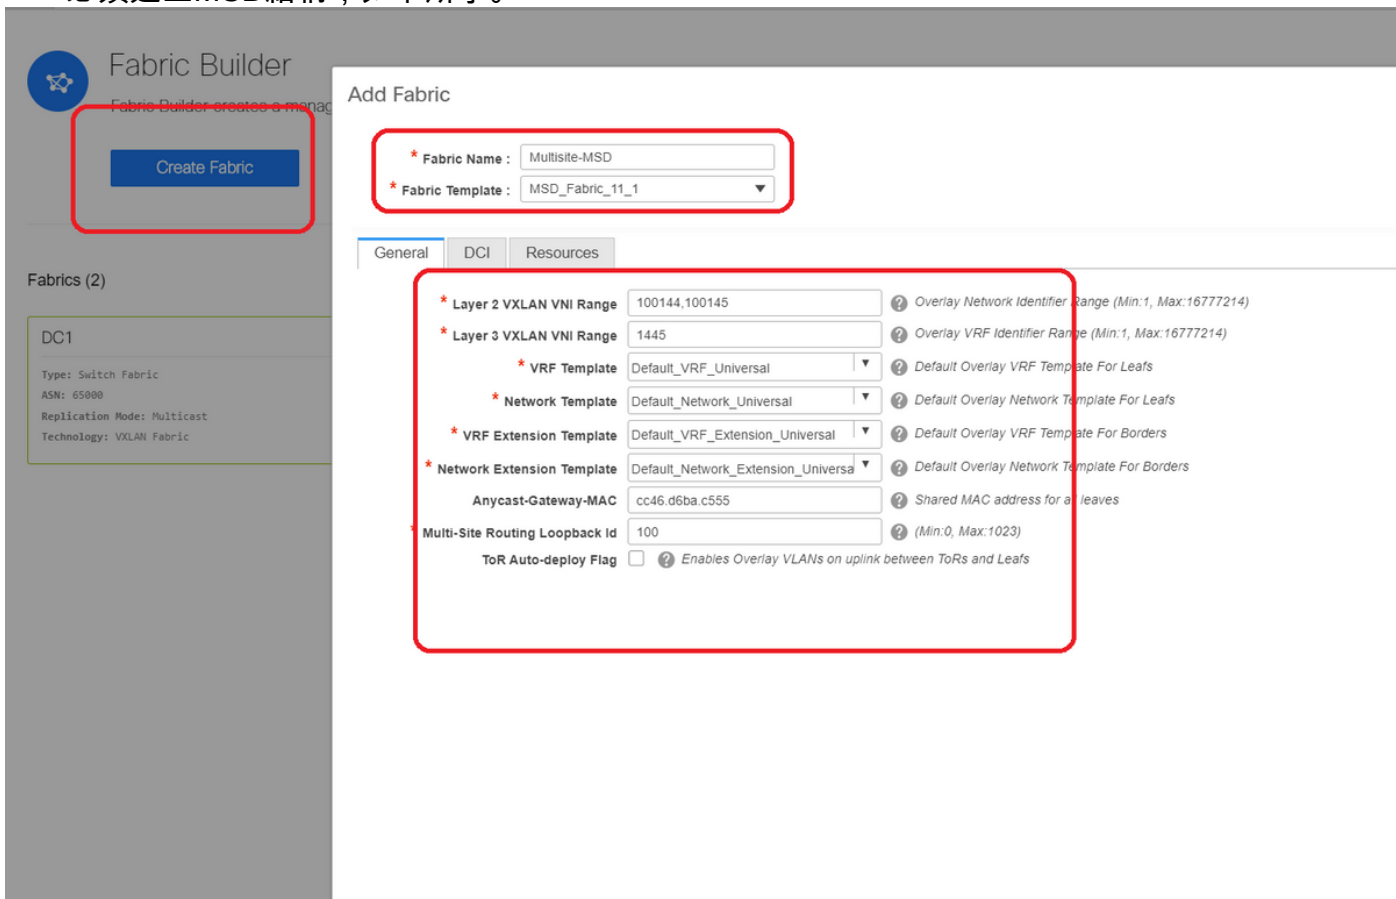 Fabric Builder
Fabric Builder creates a manag
Create Fabric
Fabrics (2)
DC1
Type: Switch Fabric
ASN: 65000
Replication Mode: Multicast
Technology: VXLAN Fabric
Add Fabric
* Fabric Name : Multisite-MSD
* Fabric Template : MSD_Fabric_11_1
General DCI Resources
* Layer 2 VXLAN VNI Range 100144,100145 Overlay Network Identifier Range (Min:1, Max:16777214)
* Layer 3 VXLAN VNI Range 1445 Overlay VRF Identifier Range (Min:1, Max:16777214)
* VRF Template Default_VRF_Universal Default Overlay VRF Template For Leafs
* Network Template Default_Network_Universal Default Overlay Network Template For Leafs
* VRF Extension Template Default_VRF_Extension_Universal Default Overlay VRF Template For Borders
* Network Extension Template Default_Network_Extension_Universa Default Overlay Network Template For Borders
Anycast-Gateway-MAC cc46.d6ba.c555 Shared MAC address for all leaves
* Multi-Site Routing Loopback Id 100 (Min:0, Max:1023)
ToR Auto-deploy Flag Enables Overlay VLANs on uplink between ToRs and Leafs